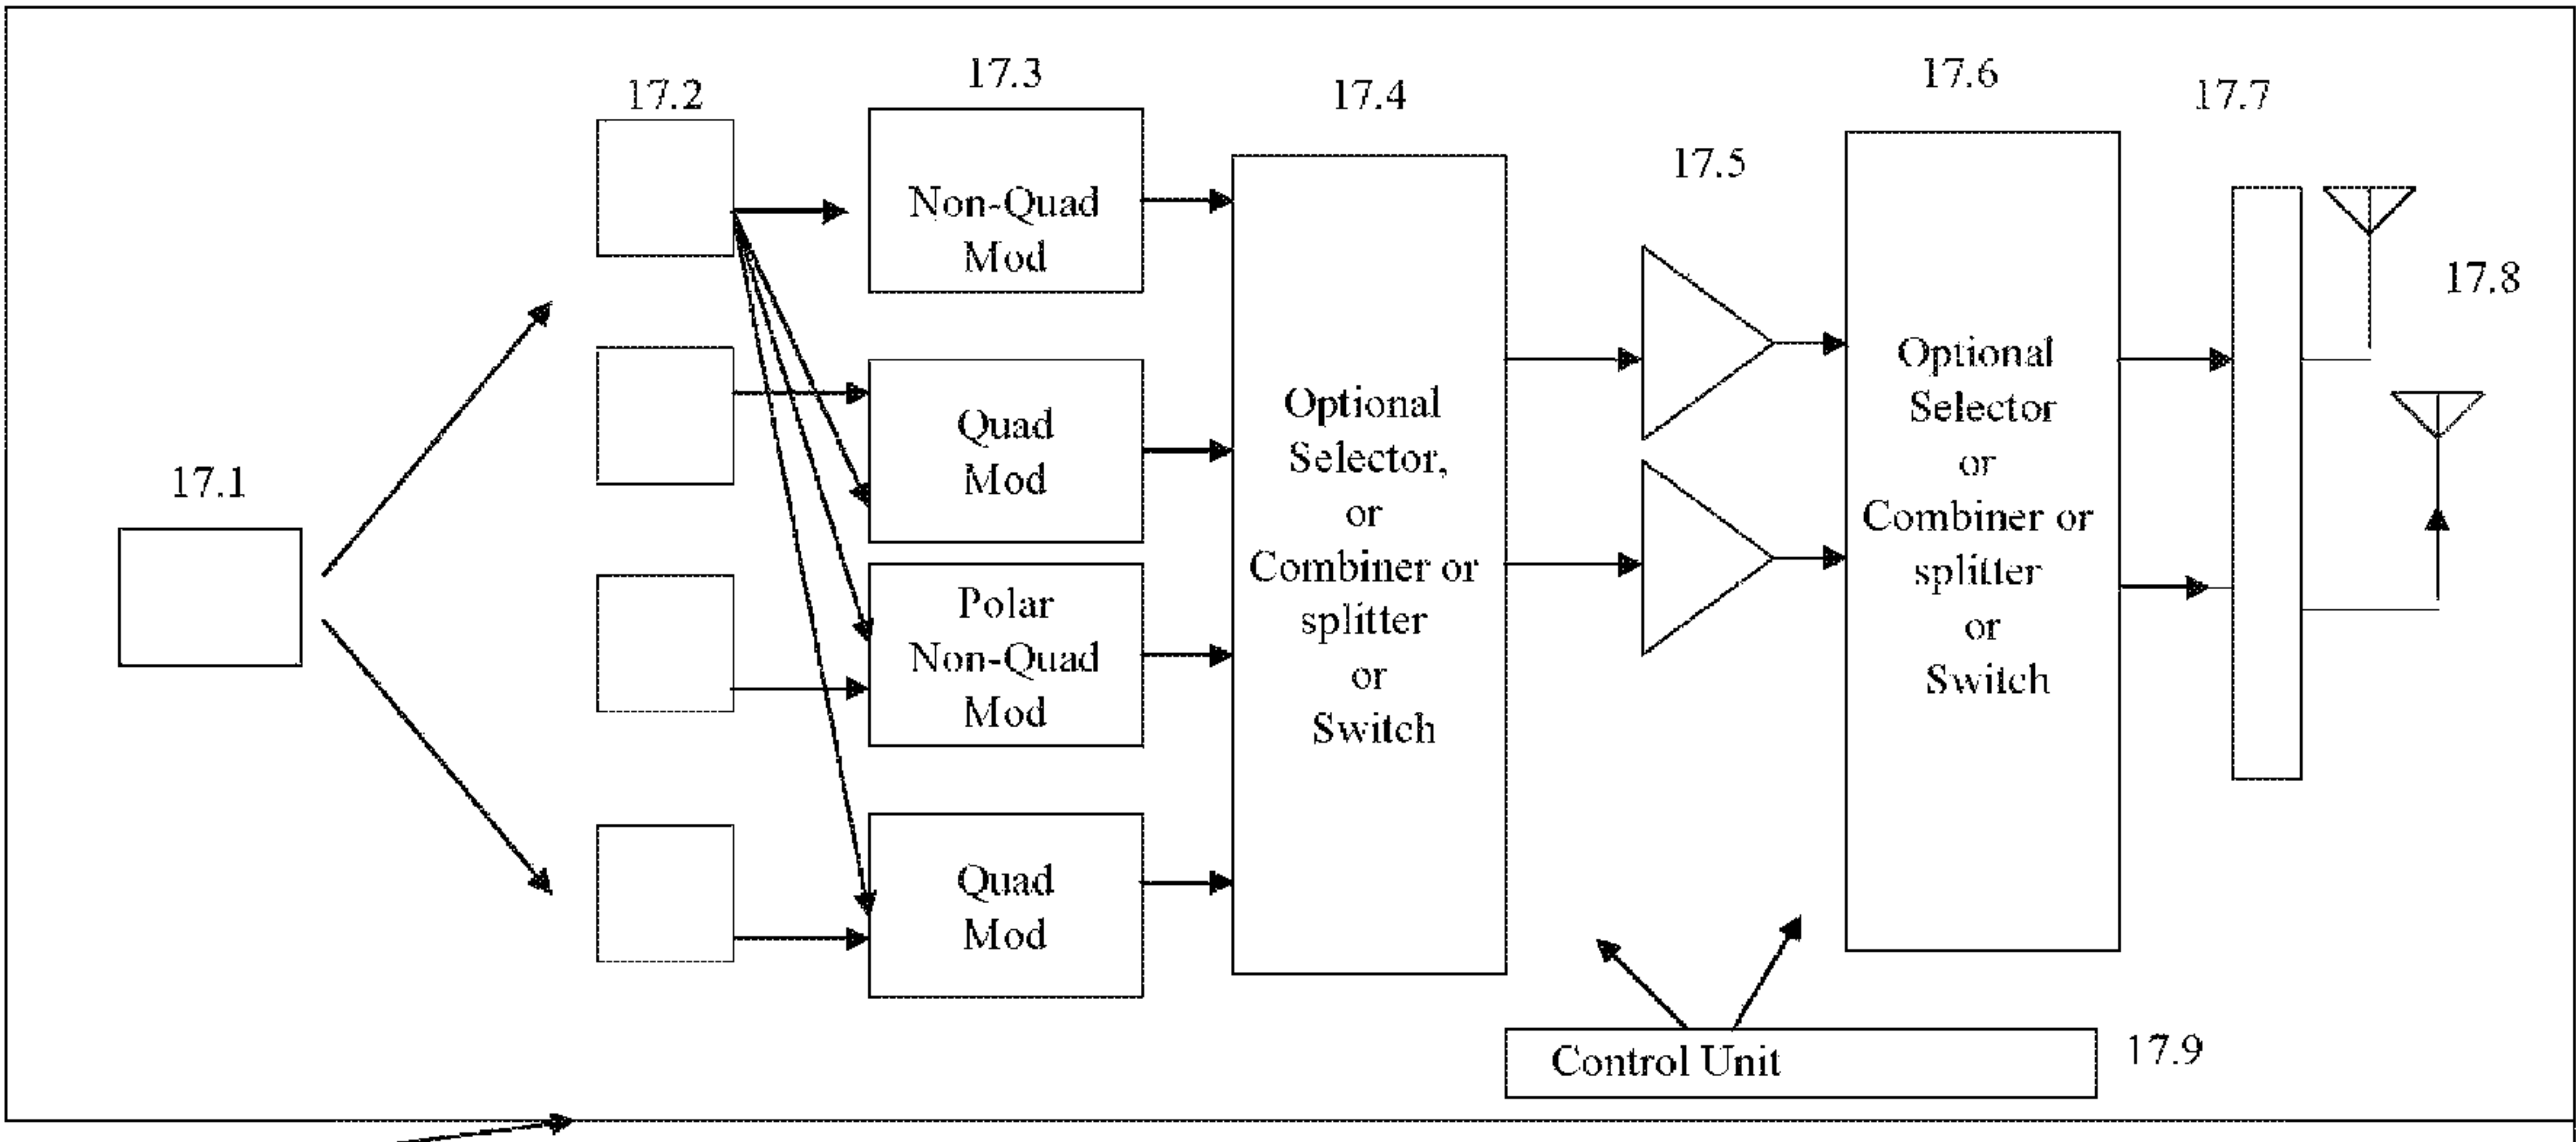 17.1
17.2
17.3
Non-Quad
Mod
Quad
Mod
Polar
Non-Quad
Mod
Quad
Mod
17.4
Optional
Selector,
or
Combiner or
splitter
or
Switch
17.5
17.6
Optional
Selector
or
Combiner or
splitter
or
Switch
17.7
17.8
Control Unit
17.9